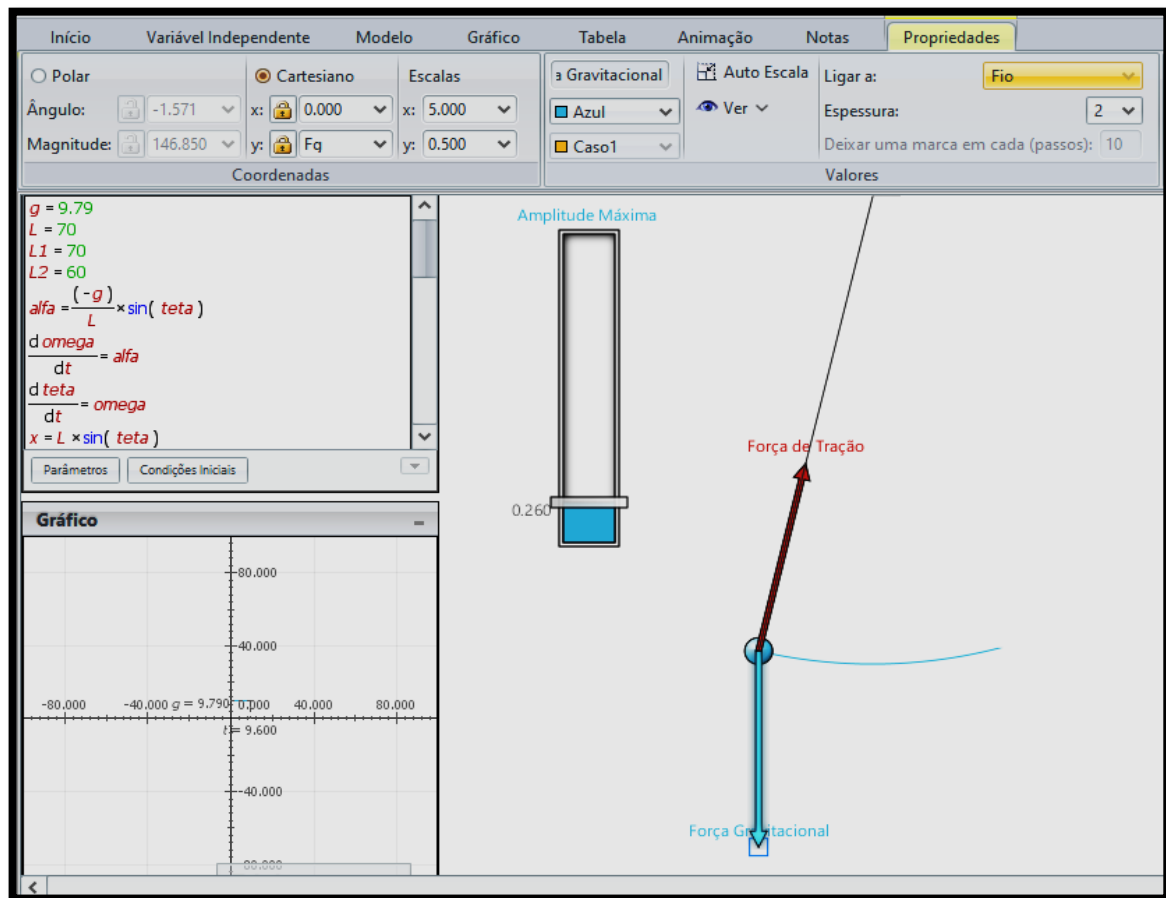 Início Variável Independente Modelo Gráfico Tabela Animação Notas Propriedades
Polar Cartesiano Escalas
Ângulo: -1.571 x: 0.000 x: 5.000
Magnitude: 146.850 y: Fg y: 0.500
Coordenadas
a Gravitacional Auto Escala Ligar a: Fio
Azul Ver Espessura: 2
Caso1 Deixar uma marca em cada (passos): 10
Valores
g = 9.79
L = 70
L1 = 70
L2 = 60
alfa = (-g) / L × sin( teta )
d omega / dt = alfa
d teta / dt = omega
x = L × sin( teta )
Parâmetros Condições Iniciais
Gráfico
80.000
40.000
-80.000 -40.000 g = 9.790 0.000 40.000 80.000
t = 9.600
-40.000
-80.000
Amplitude Máxima
0.260
Força de Tração
Força Gravitacional